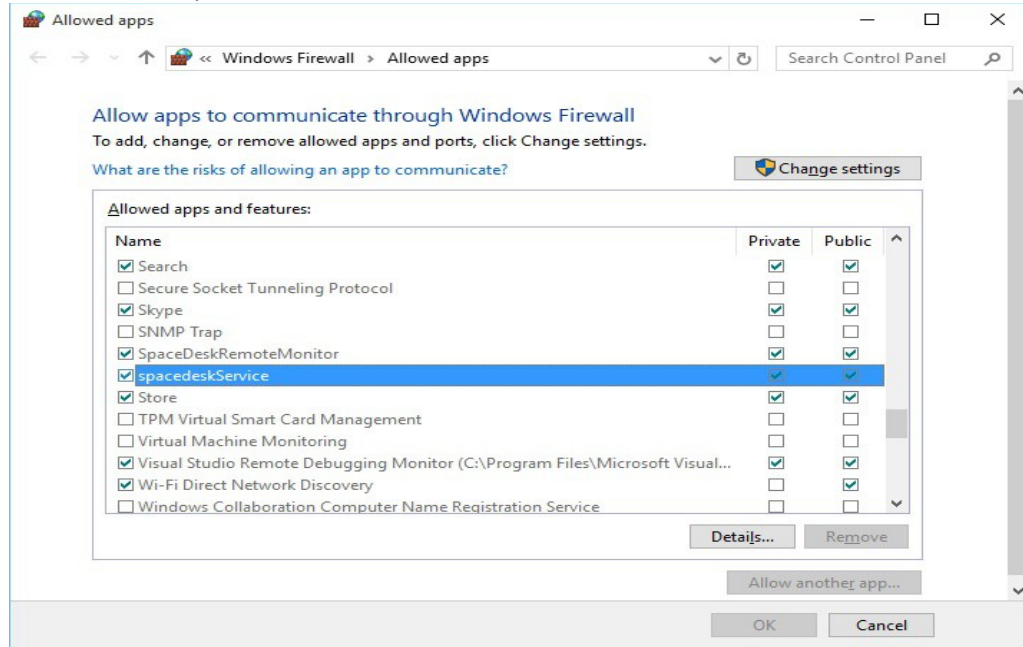 Allowed apps
« Windows Firewall > Allowed apps
Search Control Panel
Allow apps to communicate through Windows Firewall
To add, change, or remove allowed apps and ports, click Change settings.
What are the risks of allowing an app to communicate?
Change settings
Allowed apps and features:
Name Private Public
Search
Secure Socket Tunneling Protocol
Skype
SNMP Trap
SpaceDeskRemoteMonitor
spacedeskService
Store
TPM Virtual Smart Card Management
Virtual Machine Monitoring
Visual Studio Remote Debugging Monitor (C:\Program Files\Microsoft Visual...
Wi-Fi Direct Network Discovery
Windows Collaboration Computer Name Registration Service
Details... Remove
Allow another app...
OK Cancel